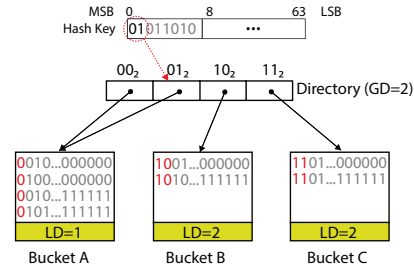 MSB 0 8 63 LSB
Hash Key 01011010 •••
00₂ 01₂ 10₂ 11₂
Directory (GD=2)
0010...000000
0100...000000
0010...111111
0101...111111
LD=1
Bucket A
1001...000000
1010...111111
LD=2
Bucket B
1101...000000
1101...111111
LD=2
Bucket C